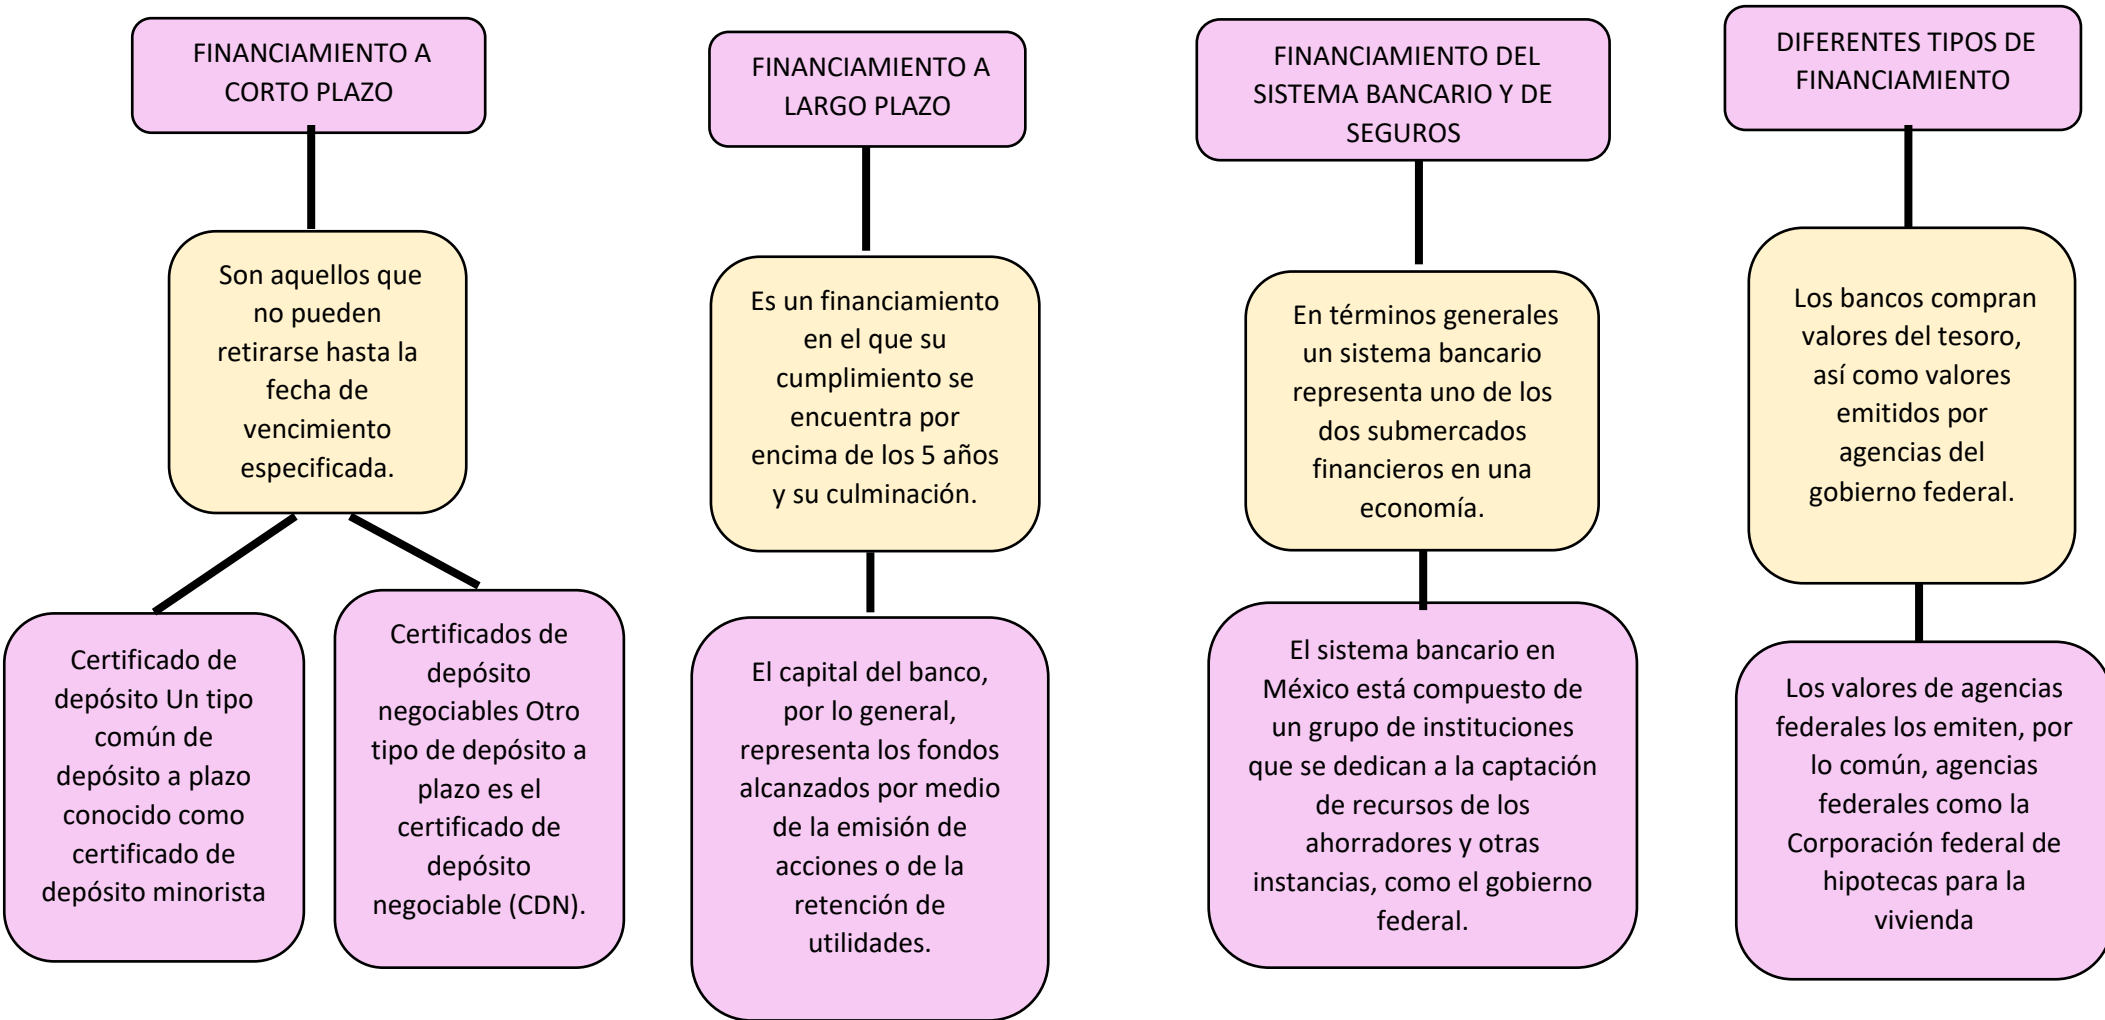 FINANCIAMIENTO A
CORTO PLAZO
Son aquellos que
no pueden
retirarse hasta la
fecha de
vencimiento
especificada.
Certificado de
depósito Un tipo
común de
depósito a plazo
conocido como
certificado de
depósito minorista
Certificados de
depósito
negociables Otro
tipo de depósito a
plazo es el
certificado de
depósito
negociable (CDN).
FINANCIAMIENTO A
LARGO PLAZO
Es un financiamiento
en el que su
cumplimiento se
encuentra por
encima de los 5 años
y su culminación.
El capital del banco,
por lo general,
representa los fondos
alcanzados por medio
de la emisión de
acciones o de la
retención de
utilidades.
FINANCIAMIENTO DEL
SISTEMA BANCARIO Y DE
SEGUROS
En términos generales
un sistema bancario
representa uno de los
dos submercados
financieros en una
economía.
El sistema bancario en
México está compuesto de
un grupo de instituciones
que se dedican a la captación
de recursos de los
ahorradores y otras
instancias, como el gobierno
federal.
DIFERENTES TIPOS DE
FINANCIAMIENTO
Los bancos compran
valores del tesoro,
así como valores
emitidos por
agencias del
gobierno federal.
Los valores de agencias
federales los emiten, por
lo común, agencias
federales como la
Corporación federal de
hipotecas para la
vivienda